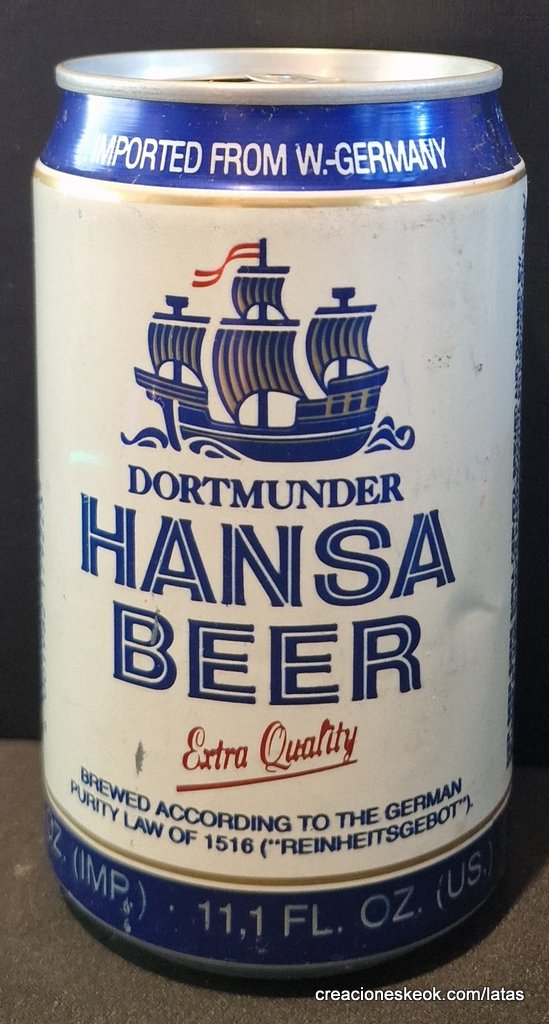 IMPORTED FROM W.-GERMANY
DORTMUNDER
HANSA
BEER
Extra Quality
BREWED ACCORDING TO THE GERMAN
PURITY LAW OF 1516 ("REINHEITSGEBOT").
OZ. (IMP.) · 11,1 FL. OZ. (US.)
creacioneskeok.com/latas